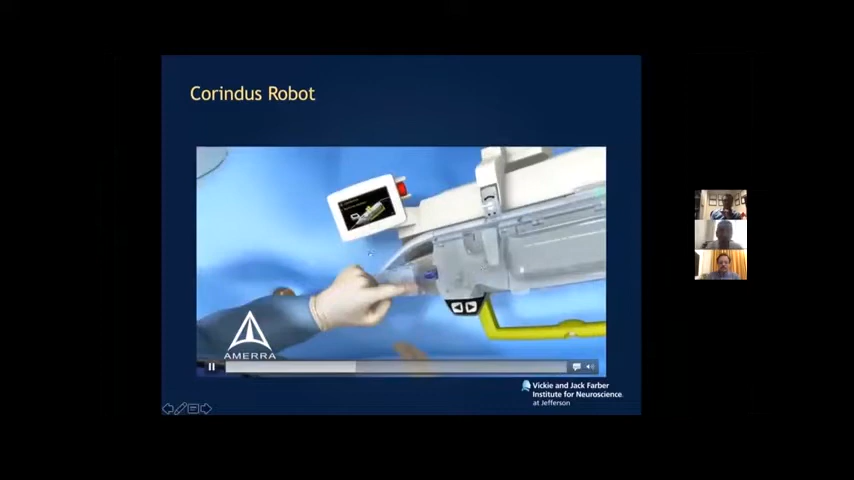 Corindus Robot
AMERRA
Vickie and Jack Farber
Institute for Neuroscience
at Jefferson